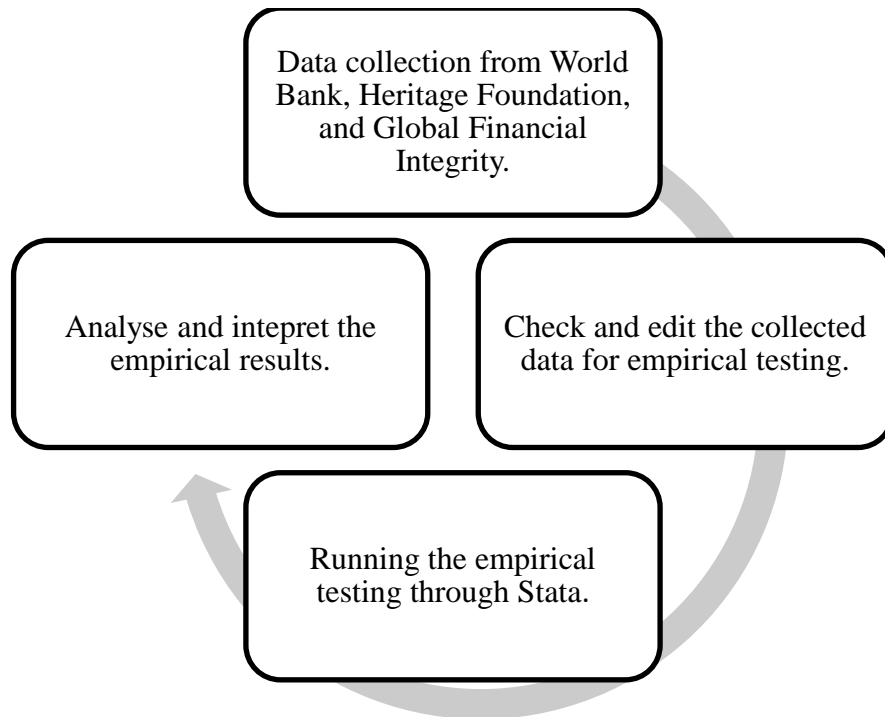 Data collection from World
Bank, Heritage Foundation,
and Global Financial
Integrity.
Check and edit the collected
data for empirical testing.
Running the empirical
testing through Stata.
Analyse and intepret the
empirical results.